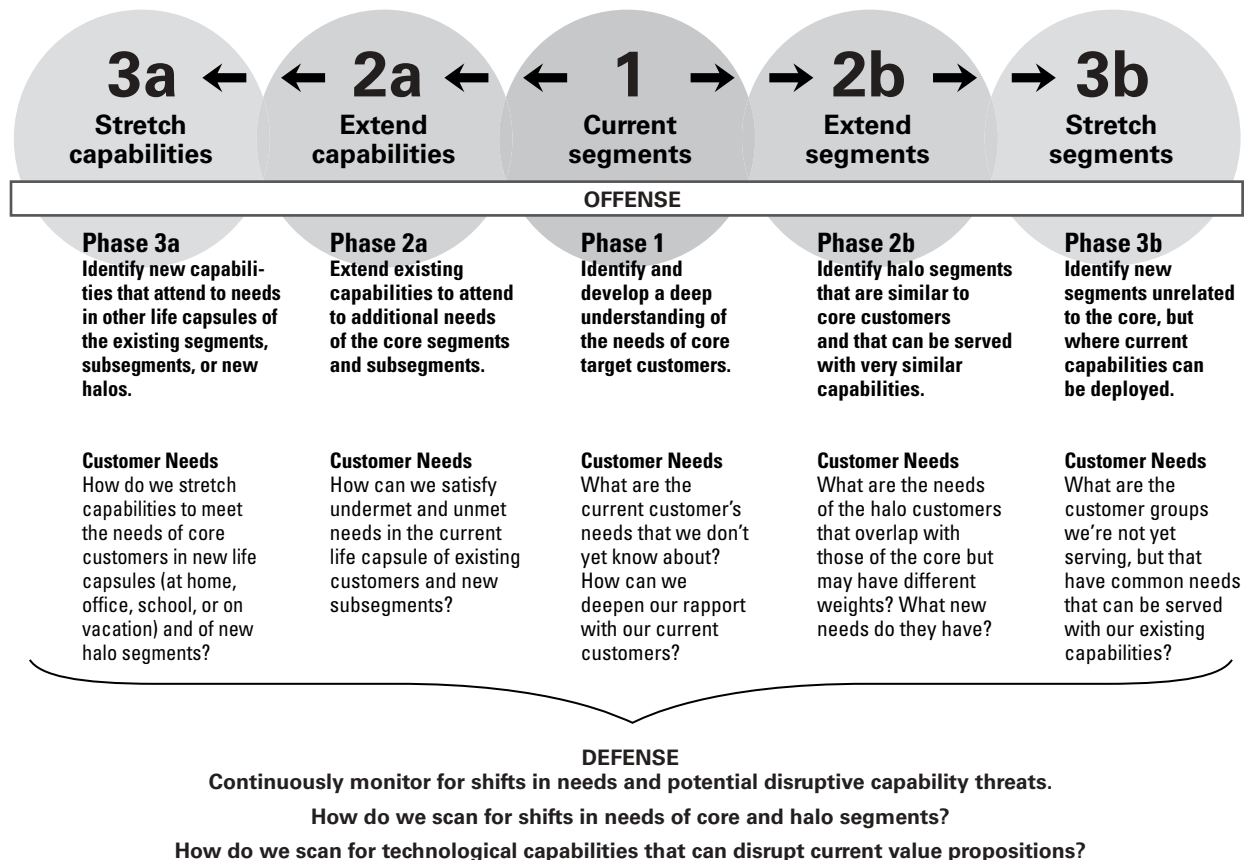 3a
Stretch
capabilities
2a
Extend
capabilities
1
Current
segments
2b
Extend
segments
3b
Stretch
segments
OFFENSE
Phase 3a
Identify new capabili-
ties that attend to needs
in other life capsules of
the existing segments,
subsegments, or new
halos.
Customer Needs
How do we stretch
capabilities to meet
the needs of core
customers in new life
capsules (at home,
office, school, or on
vacation) and of new
halo segments?
Phase 2a
Extend existing
capabilities to attend
to additional needs
of the core segments
and subsegments.
Customer Needs
How can we satisfy
undermet and unmet
needs in the current
life capsule of existing
customers and new
subsegments?
Phase 1
Identify and
develop a deep
understanding of
the needs of core
target customers.
Customer Needs
What are the
current customer's
needs that we don't
yet know about?
How can we
deepen our rapport
with our current
customers?
Phase 2b
Identify halo segments
that are similar to
core customers
and that can be served
with very similar
capabilities.
Customer Needs
What are the needs
of the halo customers
that overlap with
those of the core but
may have different
weights? What new
needs do they have?
Phase 3b
Identify new
segments unrelated
to the core, but
where current
capabilities can
be deployed.
Customer Needs
What are the
customer groups
we're not yet
serving, but that
have common needs
that can be served
with our existing
capabilities?
DEFENSE
Continuously monitor for shifts in needs and potential disruptive capability threats.
How do we scan for shifts in needs of core and halo segments?
How do we scan for technological capabilities that can disrupt current value propositions?